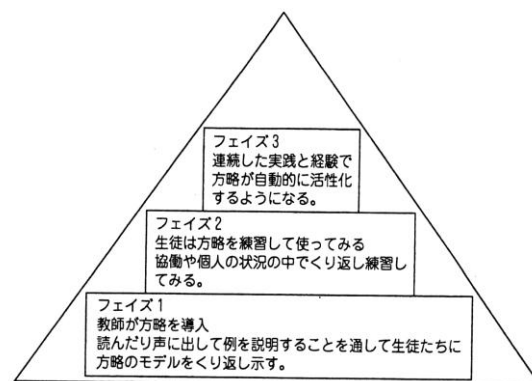 フェイズ3
連続した実践と経験で
方略が自動的に活性化
するようになる。
フェイズ2
生徒は方略を練習して使ってみる
協働や個人の状況の中でくり返し練習し
てみる。
フェイズ1
教師が方略を導入
読んだり声に出して例を説明することを通して生徒たちに
方略のモデルをくり返し示す。